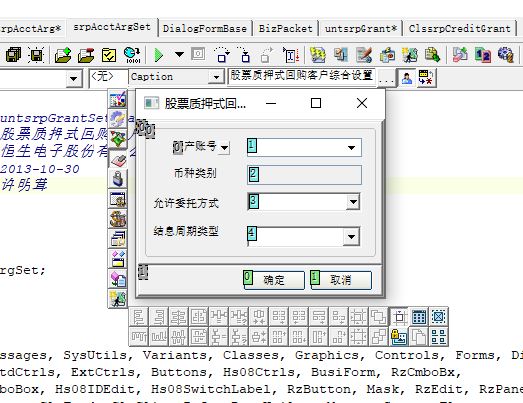 srpAcctArg* srpAcctArgSet DialogFormBase BizPacket untsrpGrant* ClssrpCreditGrant
<无> Caption 股票质押式回购客户综合设置 ...
untsrpGrantSet
股票质押式回购
恒生电子股份有
2013-10-30
许明茸
股票质押式回...
产账号 1
币种类别 2
允许委托方式 3
结息周期类型 4
0 确定 1 取消
rgSet;
ssages, SysUtils, Variants, Classes, Graphics, Controls, Forms, Di
tdCtrls, ExtCtrls, Buttons, Hs08Ctrls, BusiForm, RzCmboBx,
boBox, Hs08IDEdit, Hs08SwitchLabel, RzButton, Mask, RzEdit, RzPane